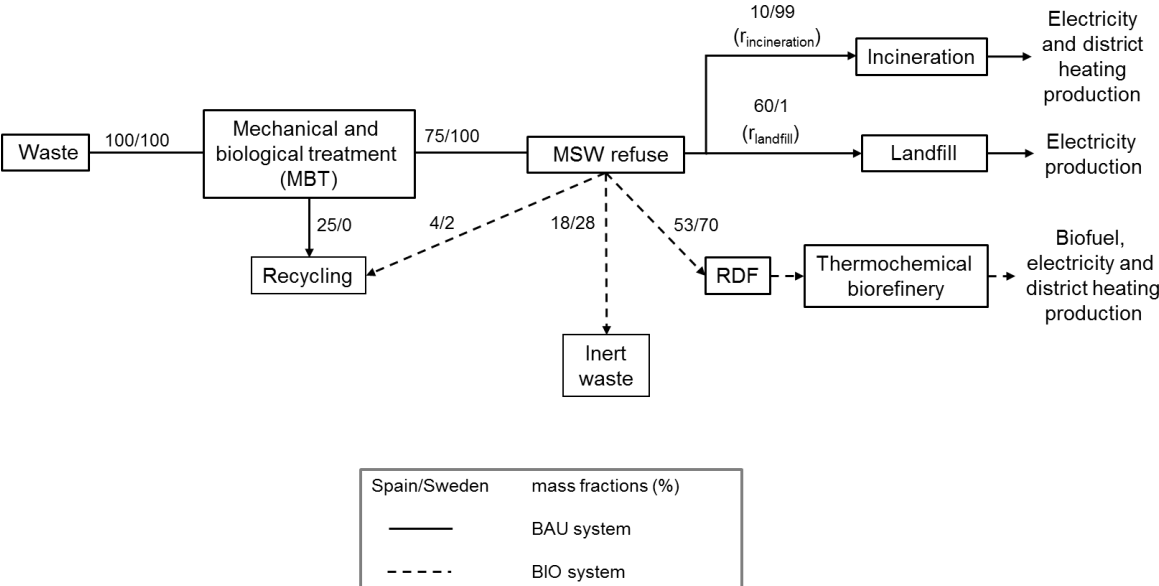 10/99
(rincineration)
Incineration
Electricity
and district
heating
production
60/1
(rlandfill)
Landfill
Electricity
production
Waste
100/100
Mechanical and
biological treatment
(MBT)
75/100
MSW refuse
25/0
4/2
18/28
53/70
Recycling
RDF
Thermochemical
biorefinery
Biofuel,
electricity and
district heating
production
Inert
waste
Spain/Sweden mass fractions (%)
BAU system
BIO system